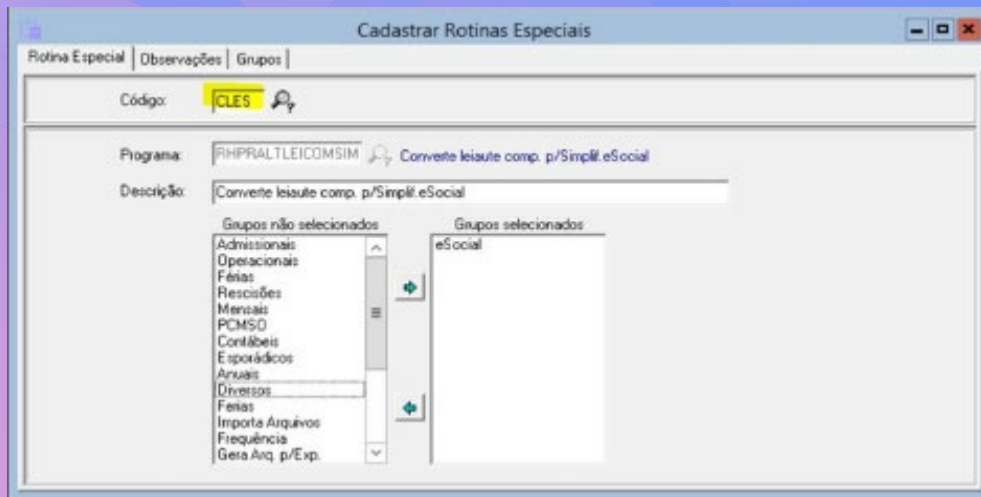 Cadastrar Rotinas Especiais
Rotina Especial | Observações | Grupos
Código: CLES
Programa: RHPRALTLEICOMSIM Converte leiaute comp. p/Simplif.eSocial
Descrição: Converte leiaute comp. p/Simplif.eSocial
Grupos não selecionados Grupos selecionados
Admissionais eSocial
Operacionais
Férias
Rescisões
Mensais
PCMSO
Contábeis
Esporádicos
Anuais
Diversos
Ferias
Importa Arquivos
Frequência
Gera Arq. p/Exp.